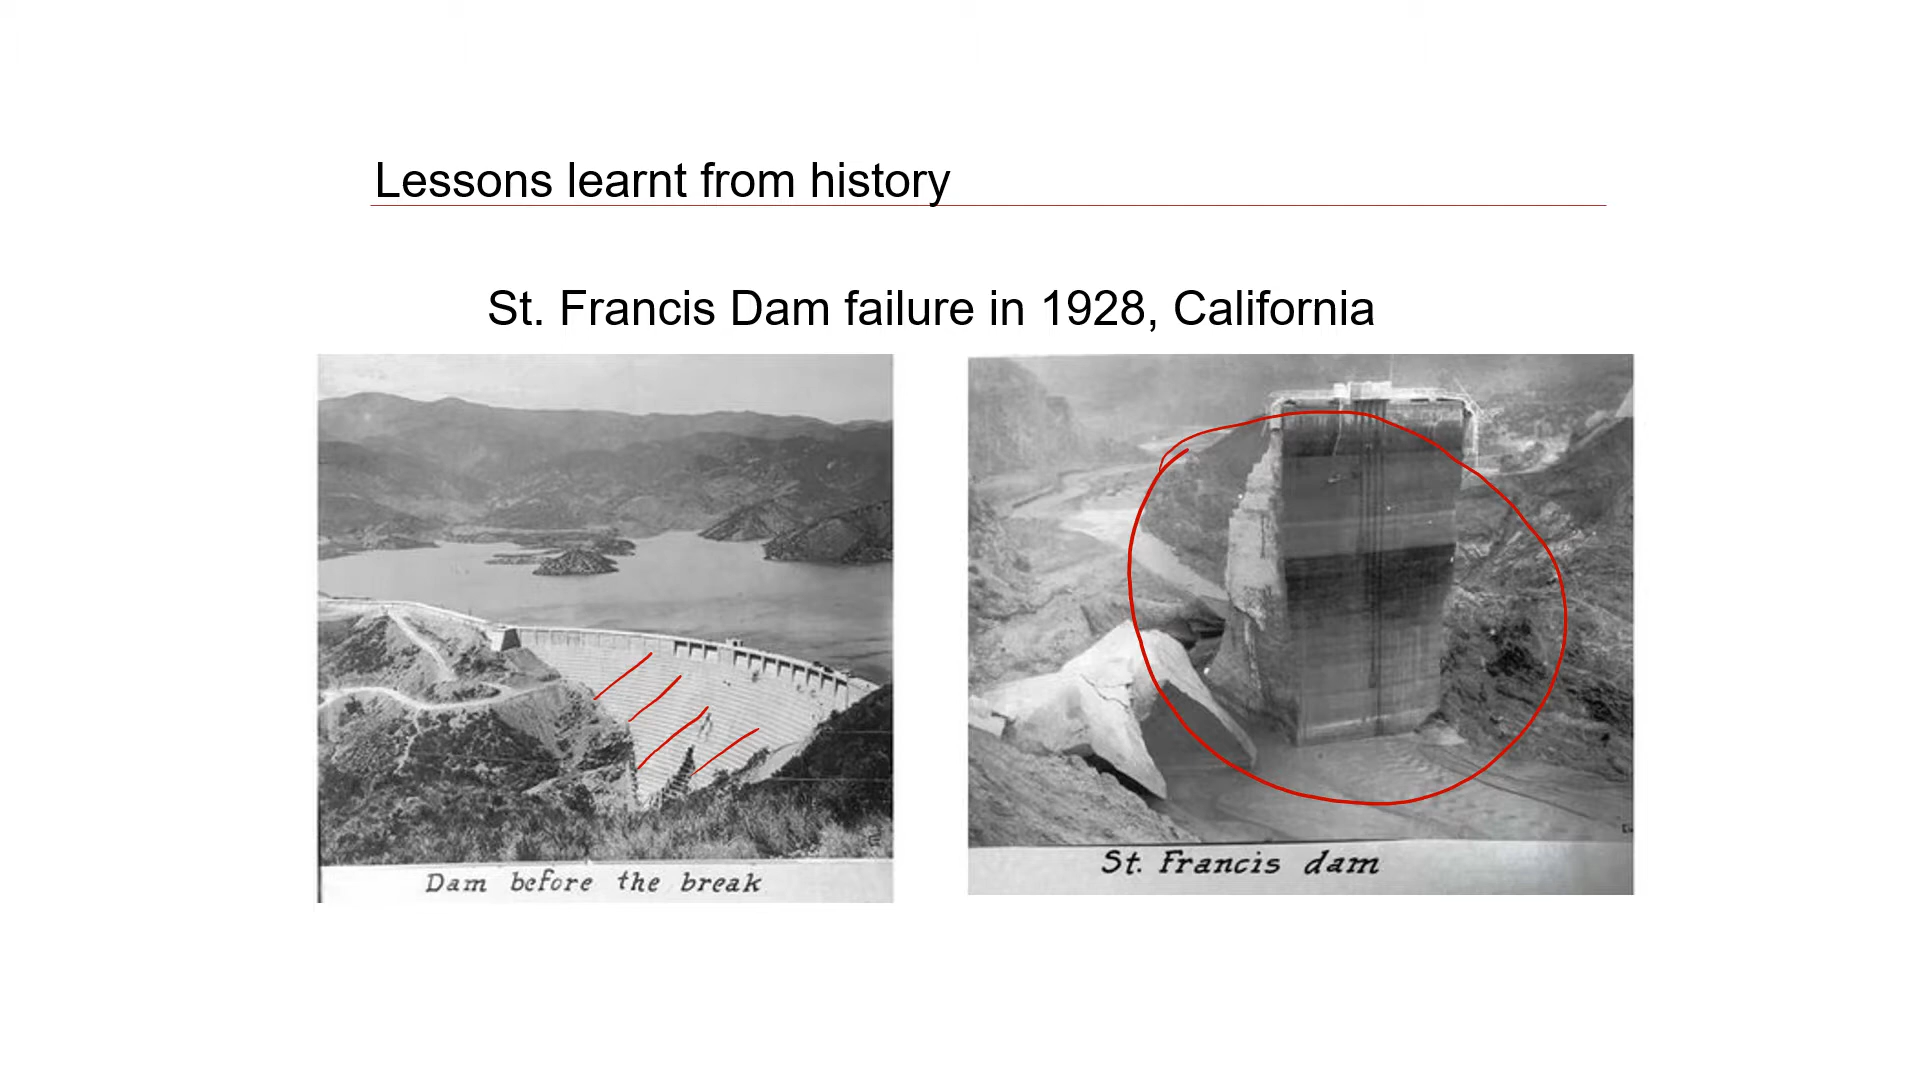 Lessons learnt from history
St. Francis Dam failure in 1928, California
Dam before the break
St. Francis dam